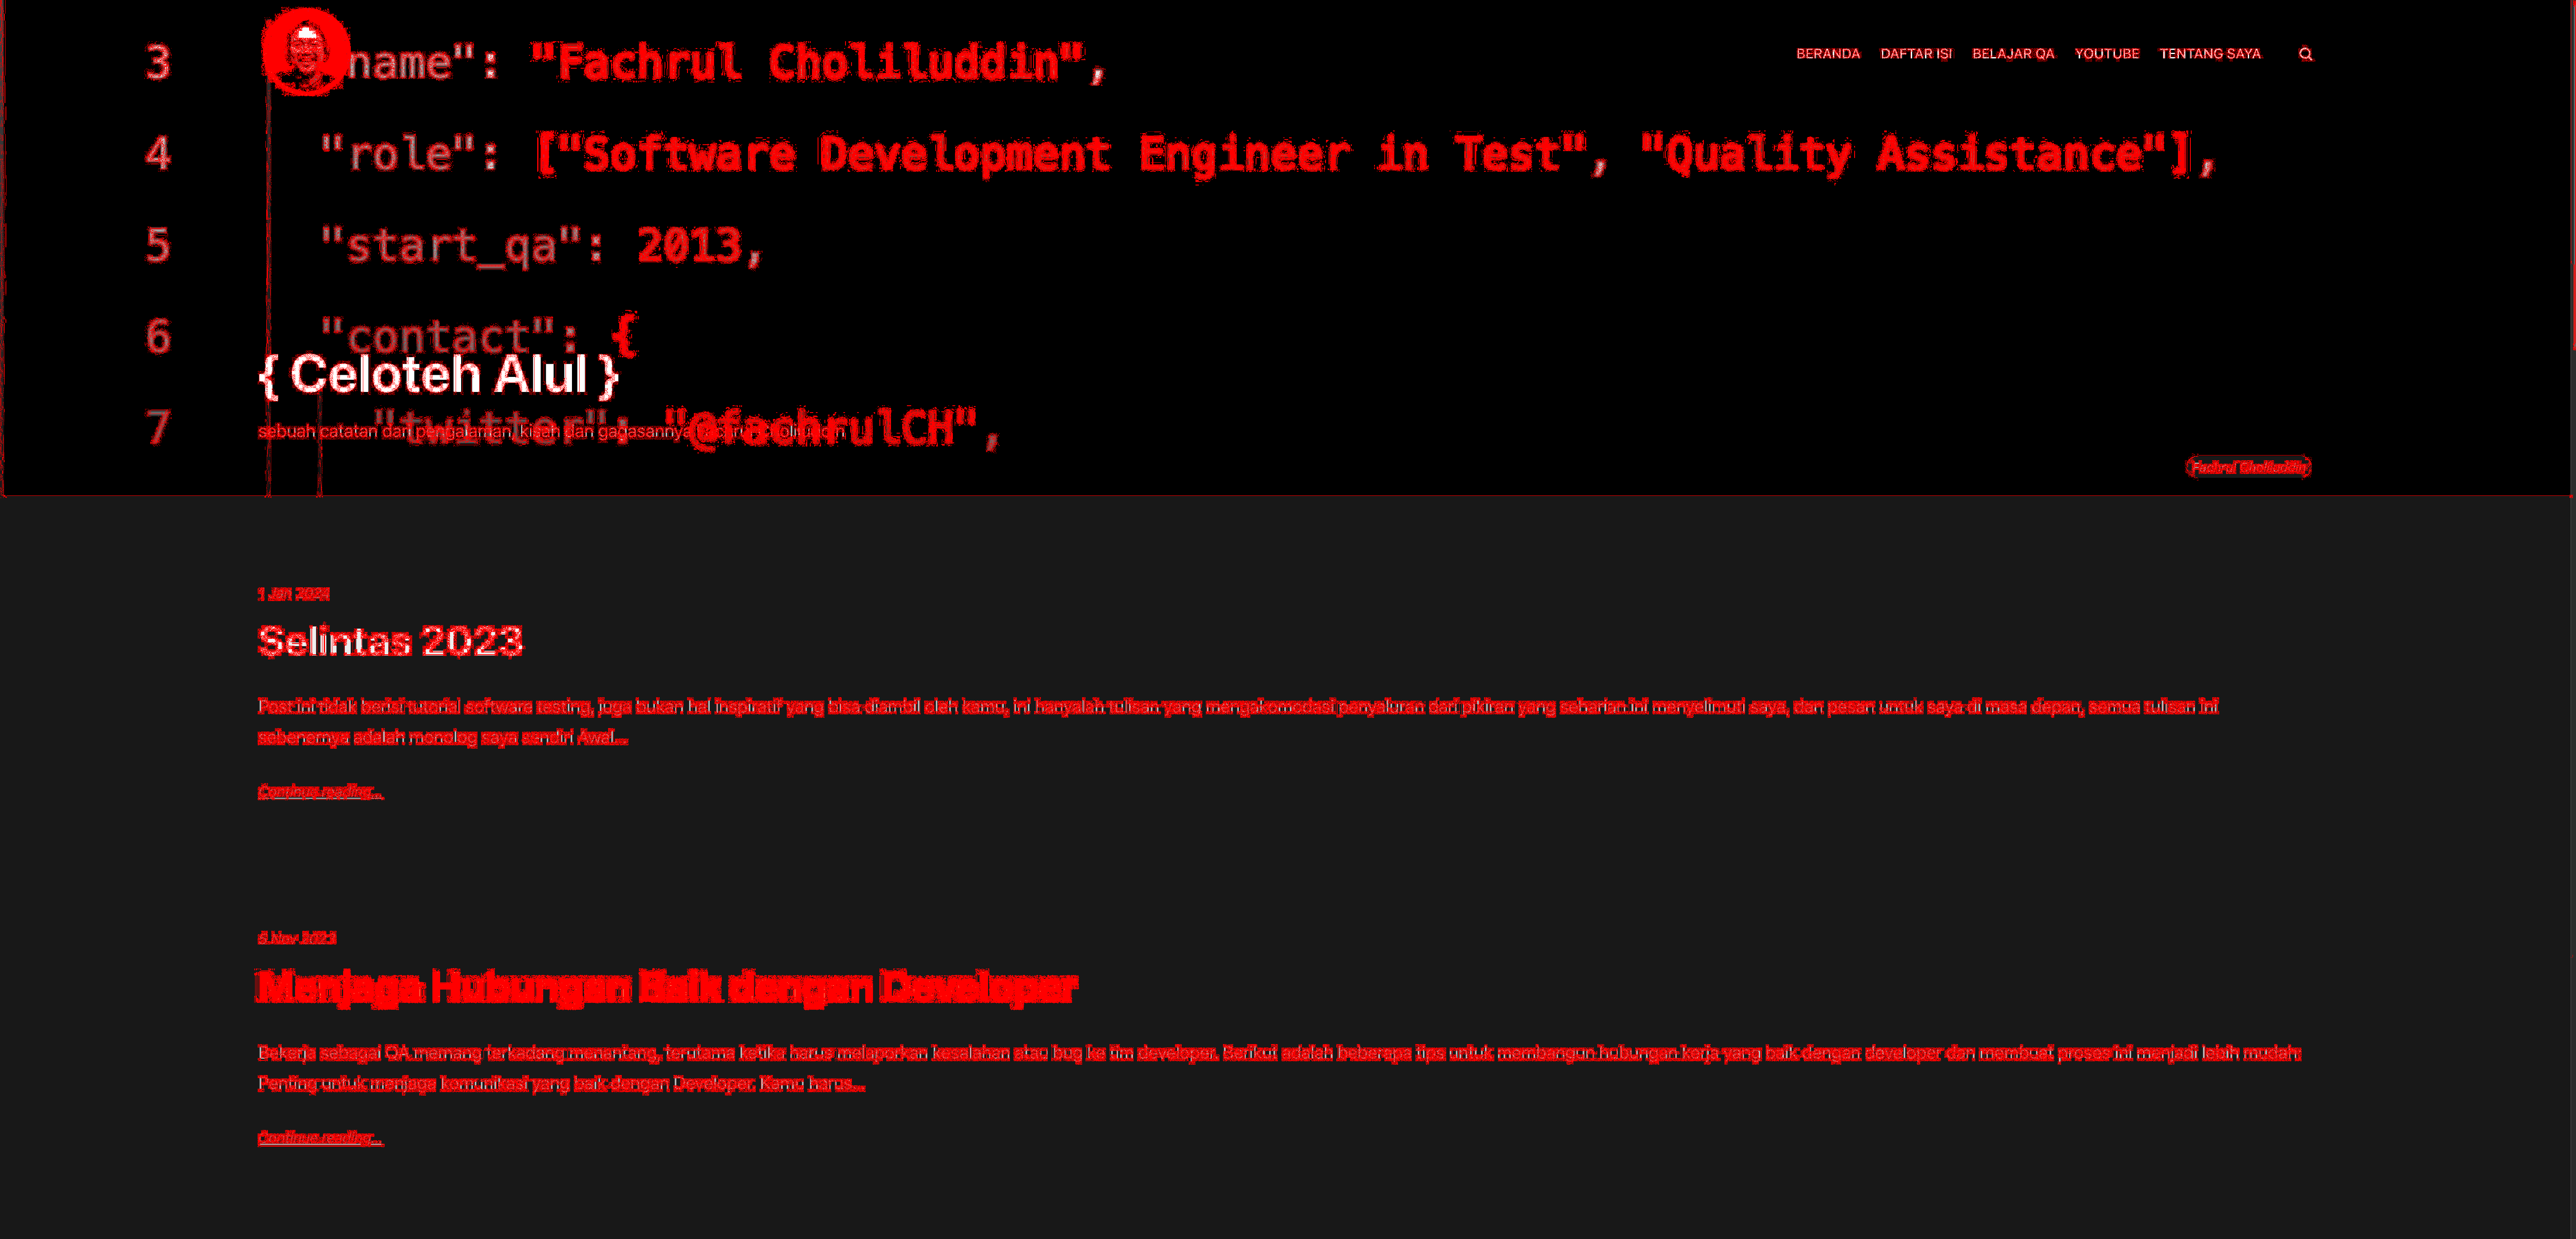 3 name": "Fachrul Choliluddin",
BERANDA DAFTAR ISI BELAJAR QA YOUTUBE TENTANG SAYA
4 "role": ["Software Development Engineer in Test", "Quality Assistance"],
5 "start_qa": 2013,
6 "contact": {
{ Celoteh Alul }
7 "twitter": "@fachrulCH",
sebuah catatan dari pengalaman, kisah dan gagasannya Fachrul Choliluddin
Fachrul Choliluddin
1 Jan 2024
Selintas 2023
Post ini tidak berisi tutorial software testing, juga bukan hal inspiratif yang bisa diambil oleh kamu, ini hanyalah tulisan yang mengakomodasi penyaluran dari pikiran yang seharian ini menyelimuti saya, dan pesan untuk saya di masa depan, semua tulisan ini
sebenernya adalah monolog saya sendiri Awal...
Continue reading...
5 Nov 2023
Menjaga Hubungan Baik dengan Developer
Bekerja sebagai QA memang terkadang menantang, terutama ketika harus melaporkan kesalahan atau bug ke tim developer. Berikut adalah beberapa tips untuk membangun hubungan kerja yang baik dengan developer dan membuat proses ini menjadi lebih mudah:
Penting untuk menjaga komunikasi yang baik dengan Developer. Kamu harus...
Continue reading...